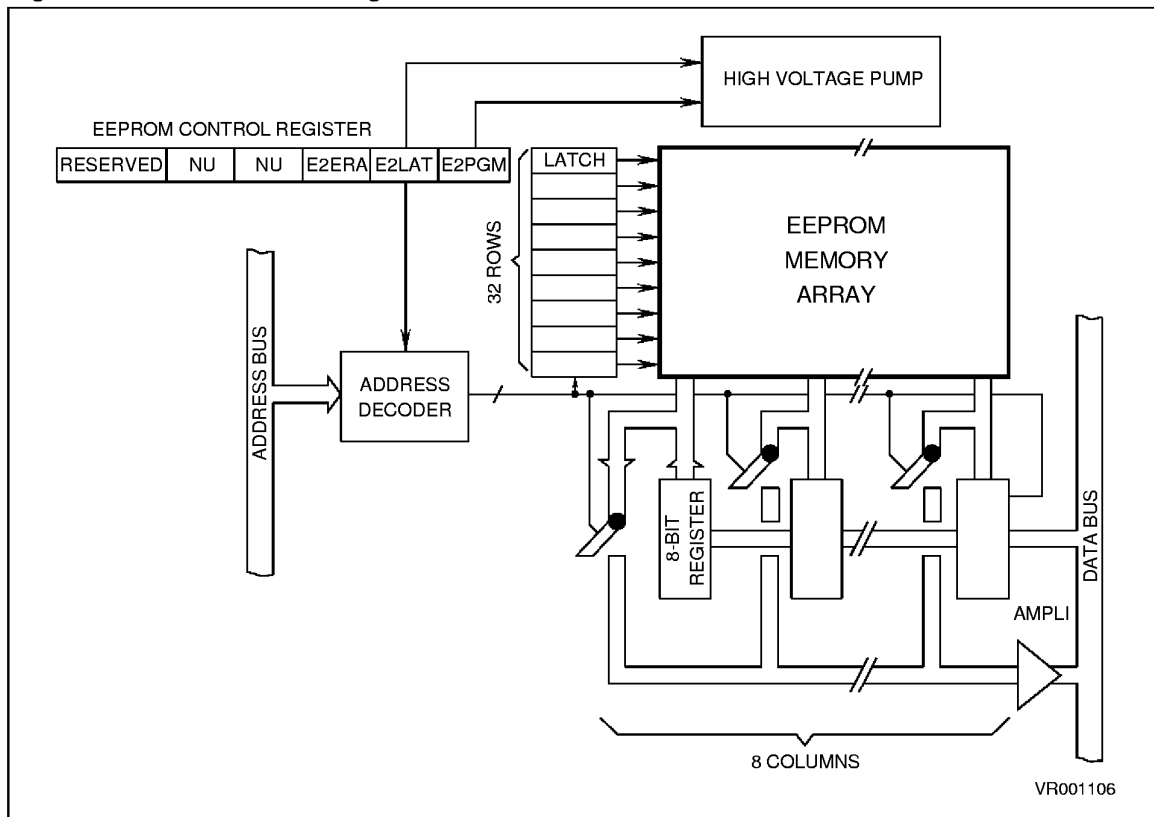 HIGH VOLTAGE PUMP
EEPROM CONTROL REGISTER
RESERVED NU NU E2ERA E2LAT E2PGM
LATCH
32 ROWS
EEPROM
MEMORY
ARRAY
ADDRESS BUS
ADDRESS
DECODER
8-BIT
REGISTER
DATA BUS
AMPLI
8 COLUMNS
VR001106